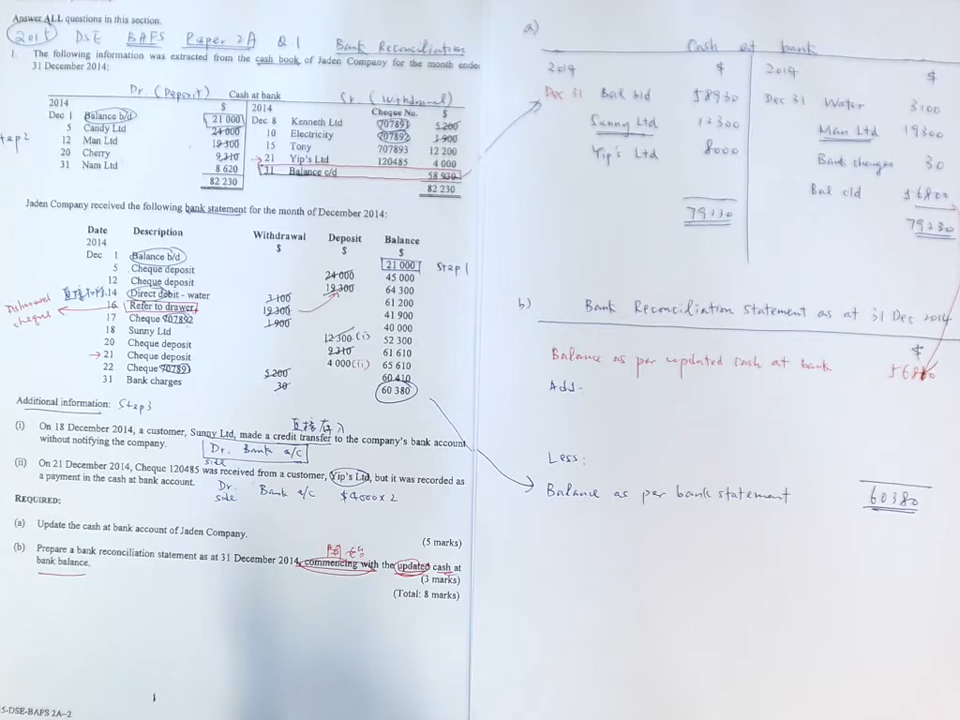 Answer ALL questions in this section.
2015 DSE BAFS Paper 2A Q1 Bank Reconciliation
1. The following information was extracted from the cash book of Jaden Company for the month ende
31 December 2014:
Dr. (Deposit) Cash at bank Cr. (Withdrawal)
2014 $ 2014 Cheque No. $
Dec 1 Balance b/d 21 000 Dec 8 Kenneth Ltd 707891 5 200
5 Candy Ltd 24 000 10 Electricity 707892 1 900
12 Man Ltd 19 300 15 Tony 707893 12 200
20 Cherry 9 310 → 21 Yip's Ltd 120485 4 000
31 Nam Ltd 8 620 31 Balance c/d 58 930
82 230 82 230
tep2
Jaden Company received the following bank statement for the month of December 2014:
Date Description Withdrawal Deposit Balance
2014 $ $ $
Dec 1 Balance b/d 21 000 Step 1
5 Cheque deposit 24 000 45 000
12 Cheque deposit 19 300 64 300
14 Direct debit - water 3 100 61 200
16 Refer to drawer 19 300 41 900
17 Cheque 707892 1 900 40 000
18 Sunny Ltd 12 300 (i) 52 300
20 Cheque deposit 9 310 61 610
→ 21 Cheque deposit 4 000 (ii) 65 610
22 Cheque 707891 5 200 60 410
31 Bank charges 30 60 380
Dishonoured
cheque
Additional information: Step3
直接存入
(i) On 18 December 2014, a customer, Sunny Ltd, made a credit transfer to the company's bank account
without notifying the company.
Dr. Bank a/c
side
(ii) On 21 December 2014, Cheque 120485 was received from a customer, Yip's Ltd, but it was recorded as
a payment in the cash at bank account.
Dr. Bank a/c $4000 x 2
side
REQUIRED:
(a) Update the cash at bank account of Jaden Company.
(5 marks)
開始
(b) Prepare a bank reconciliation statement as at 31 December 2014, commencing with the updated cash at
bank balance.
(3 marks)
(Total: 8 marks)
1
5-DSE-BAFS 2A–2
a)
Cash at bank
2014 $ 2014 $
Dec 31 Bal b/d 58930 Dec 31 Water 3100
Sunny Ltd 12300 Man Ltd 19300
Yip's Ltd 8000 Bank charges 30
Bal c/d 56800
79230 79230
b) Bank Reconciliation Statement as at 31 Dec 2014
$
Balance as per updated cash at bank 56800
Add:
Less:
Balance as per bank statement 60380